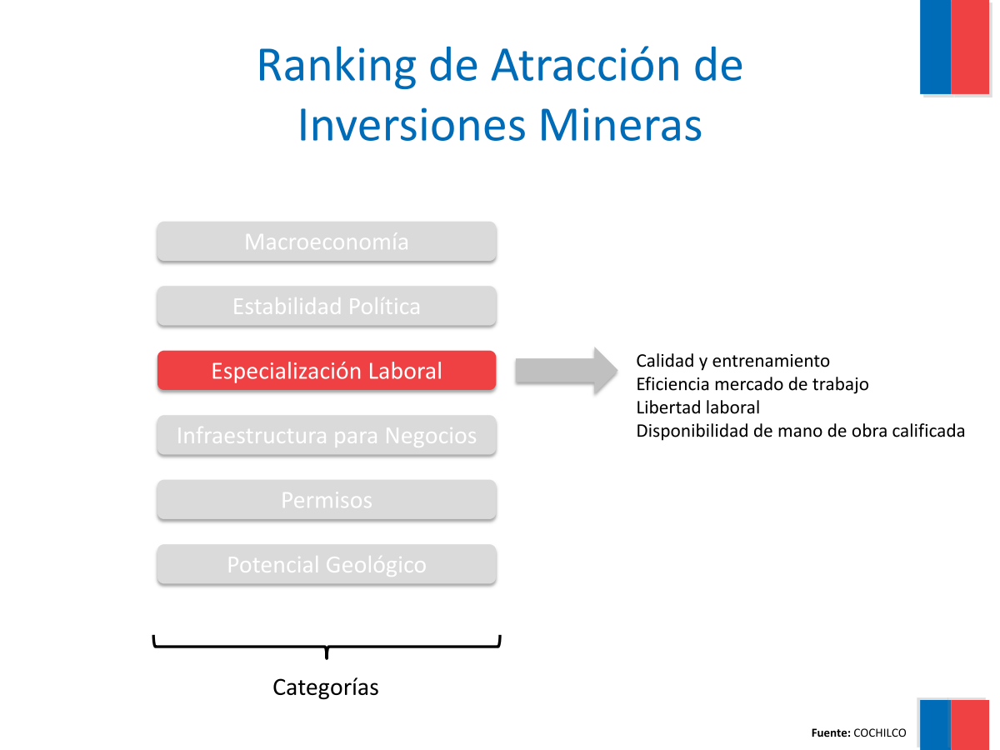 Ranking de Atracción de
Inversiones Mineras
Macroeconomía
Estabilidad Política
Especialización Laboral
Infraestructura para Negocios
Permisos
Potencial Geológico
Calidad y entrenamiento
Eficiencia mercado de trabajo
Libertad laboral
Disponibilidad de mano de obra calificada
Categorías
Fuente: COCHILCO